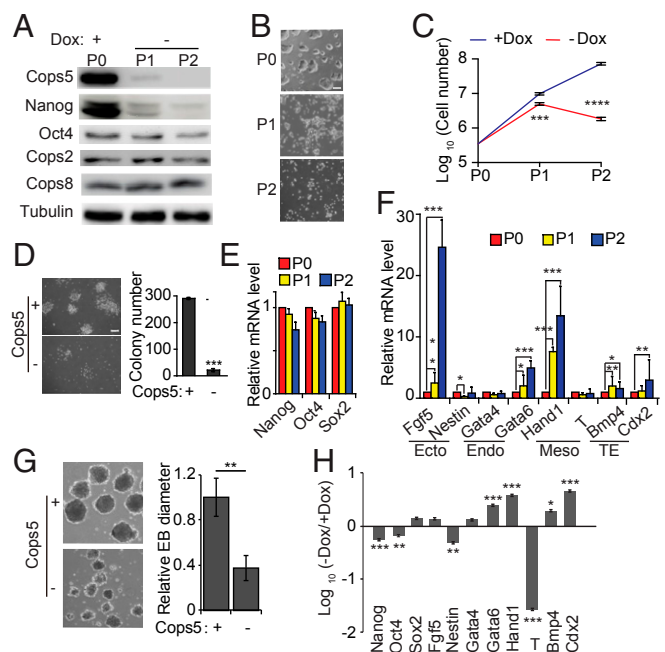 A
Dox: + -
P0 P1 P2
Cops5
Nanog
Oct4
Cops2
Cops8
Tubulin
B
P0
P1
P2
C
+Dox - Dox
Log 10 (Cell number)
8
7
6
5
*** ****
P0 P1 P2
D
Cops5
+
-
Colony number
300
200
100
0
-
***
Cops5: + -
E
P0
P1 P2
Relative mRNA level
1
0
Nanog
Oct4
Sox2
F
P0 P1 P2
Relative mRNA level
30
20
10
0
***
* *
*
***
*
***
***
*
**
**
Fgf5
Nestin
Gata4
Gata6
Hand1
T
Bmp4
Cdx2
Ecto Endo Meso TE
G
Cops5
+
-
Relative EB diameter
1.2
0.8
0.4
0
**
Cops5: + -
H
Log 10 (-Dox/+Dox)
1
0
-1
-2
*** ** ** *** *** *** * ***
Nanog
Oct4
Sox2
Fgf5
Nestin
Gata4
Gata6
Hand1
T
Bmp4
Cdx2